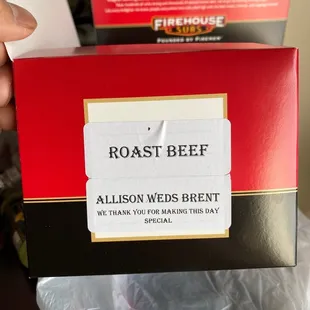 FIREHOUSE
SUBS
FOUNDED BY FIREMEN
ROAST BEEF
ALLISON WEDS BRENT
WE THANK YOU FOR MAKING THIS DAY
SPECIAL